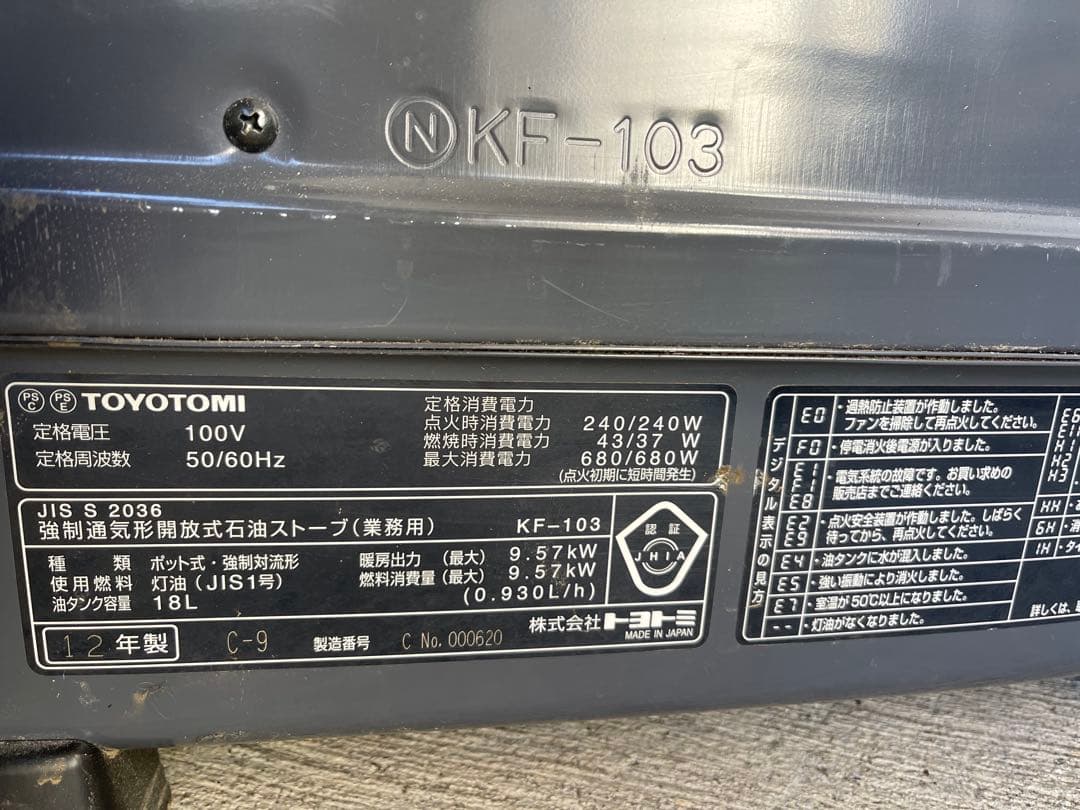 Ⓝ KF-103
PS C PS E TOYOTOMI
定格電圧 100V
定格周波数 50/60Hz
定格消費電力
点火時消費電力 240/240W
燃焼時消費電力 43/37 W
最大消費電力 680/680W
(点火初期に短時間発生)
JIS S 2036
強制通気形開放式石油ストーブ(業務用) KF-103
種類 ポット式・強制対流形
使用燃料 灯油(JIS1号)
油タンク容量 18L
暖房出力(最大) 9.57kW
燃料消費量(最大) 9.57kW
(0.930L/h)
認証
JHIA
12年製 C-9 製造番号 C No.000620
株式会社トヨトミ
MADE IN JAPAN
デジタル表示の見方
E0 ・過熱防止装置が作動しました。
ファンを掃除して再点火してください。
F0 ・停電消火後電源が入りました。
E1
F1
E8
・電気系統の故障です。お買い求めの
販売店までご連絡ください。
E2
E9
・点火安全装置が作動しました。しばらく
待ってから、再点火してください。
E4 ・油タンクに水が混入しました。
E5 ・強い振動により消火しました。
E7 ・室温が50℃以上になりました。
-- ・灯油がなくなりました。
HH
6H ・消
1H ・タイ
詳しくは、